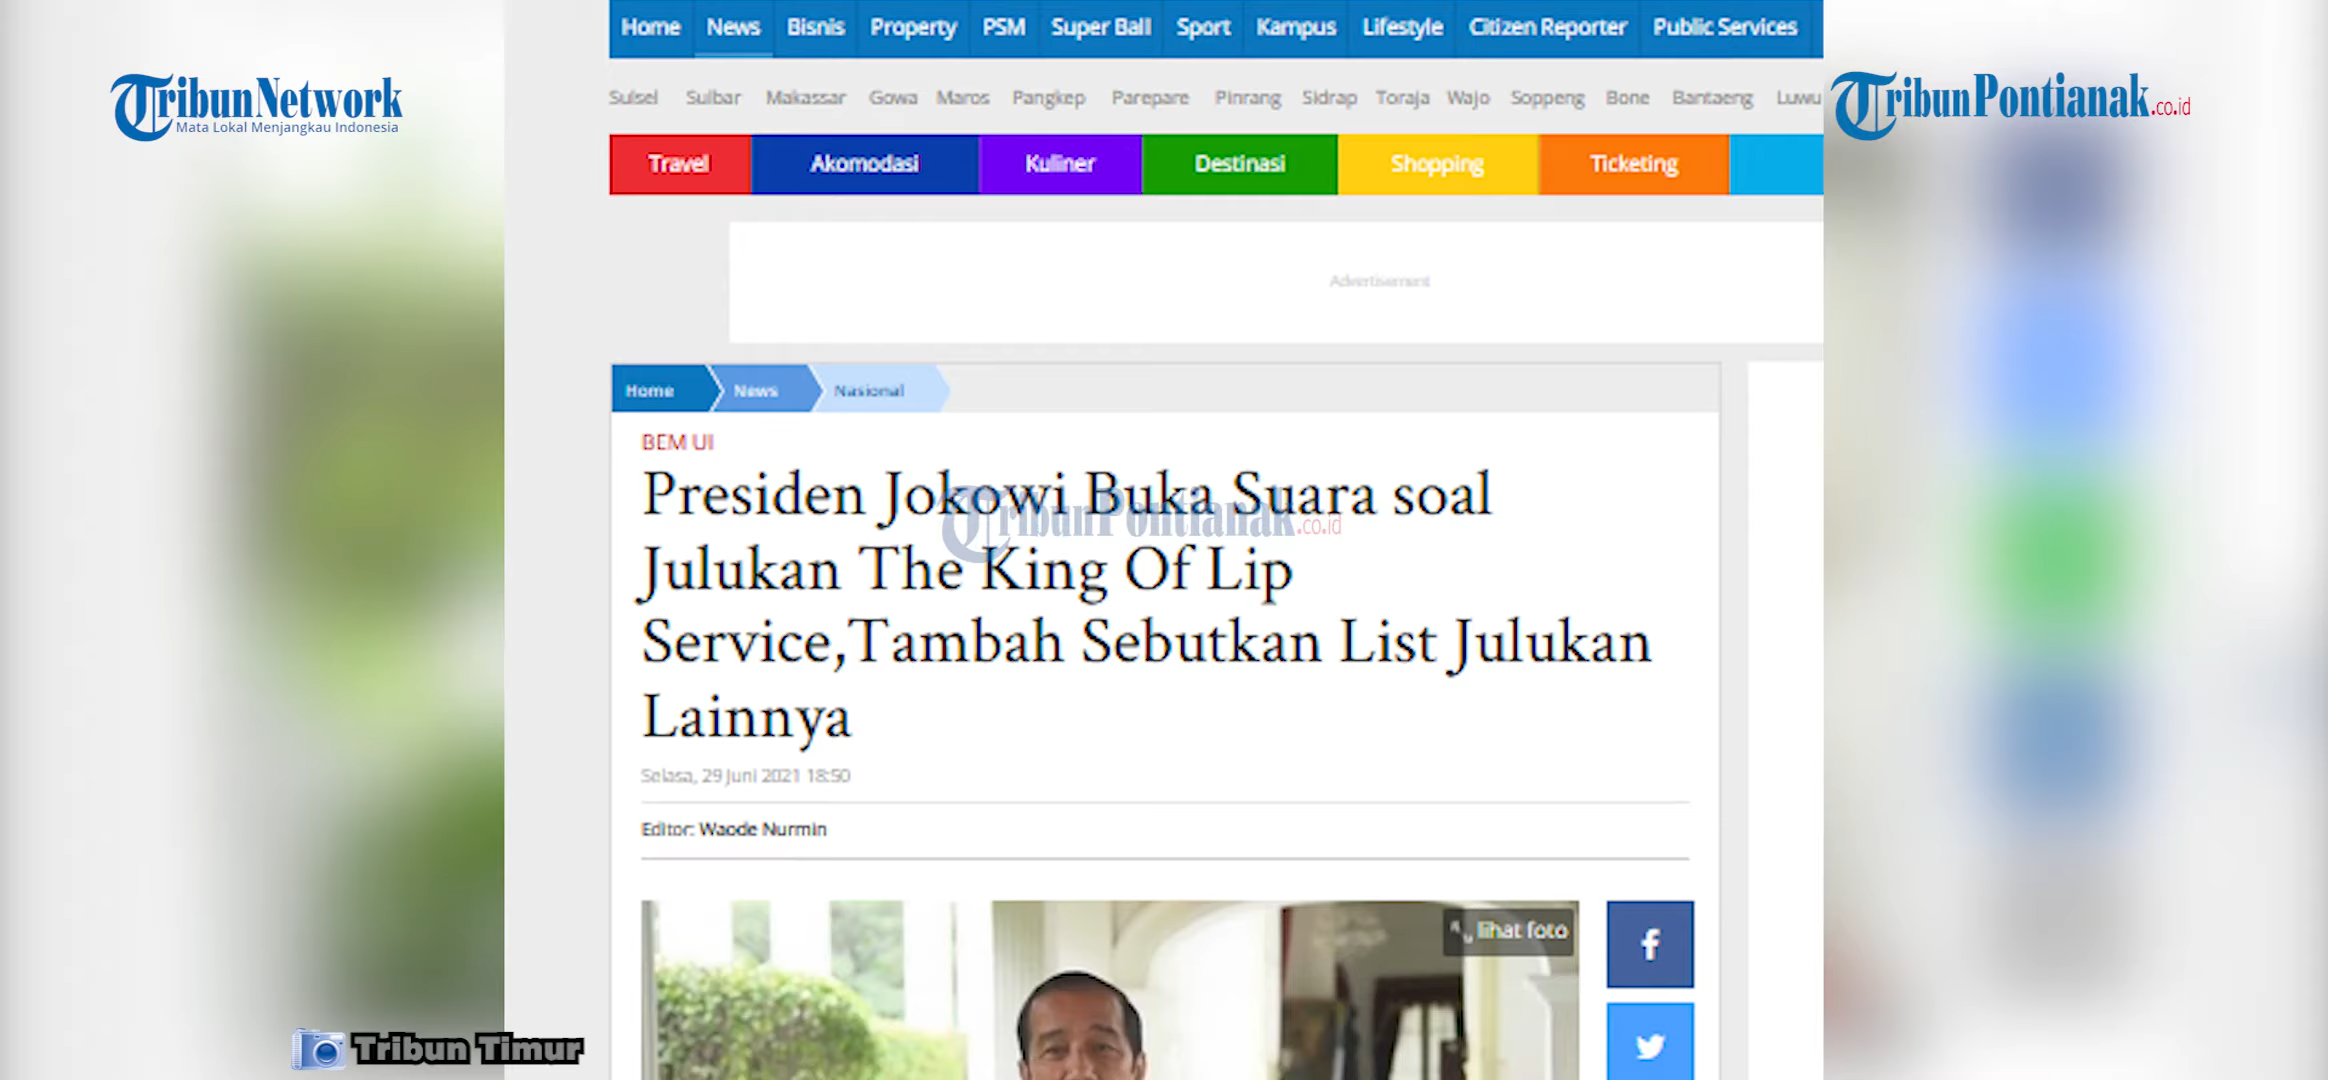 Home News Bisnis Property PSM Super Ball Sport Kampus Lifestyle Citizen Reporter Public Services
TribunNetwork
Mata Lokal Menjangkau Indonesia
Sulsel Sulbar Makassar Gowa Maros Pangkep Parepare Pinrang Sidrap Toraja Wajo Soppeng Bone Bantaeng Luwu
TribunPontianak.co.id
Travel Akomodasi Kuliner Destinasi Shopping Ticketing
Advertisement
Home News Nasional
BEM UI
Presiden Jokowi Buka Suara soal
TribunPontianak.co.id
Julukan The King Of Lip
Service,Tambah Sebutkan List Julukan
Lainnya
Selasa, 29 Juni 2021 18:50
Editor: Waode Nurmin
lihat foto
Tribun Timur